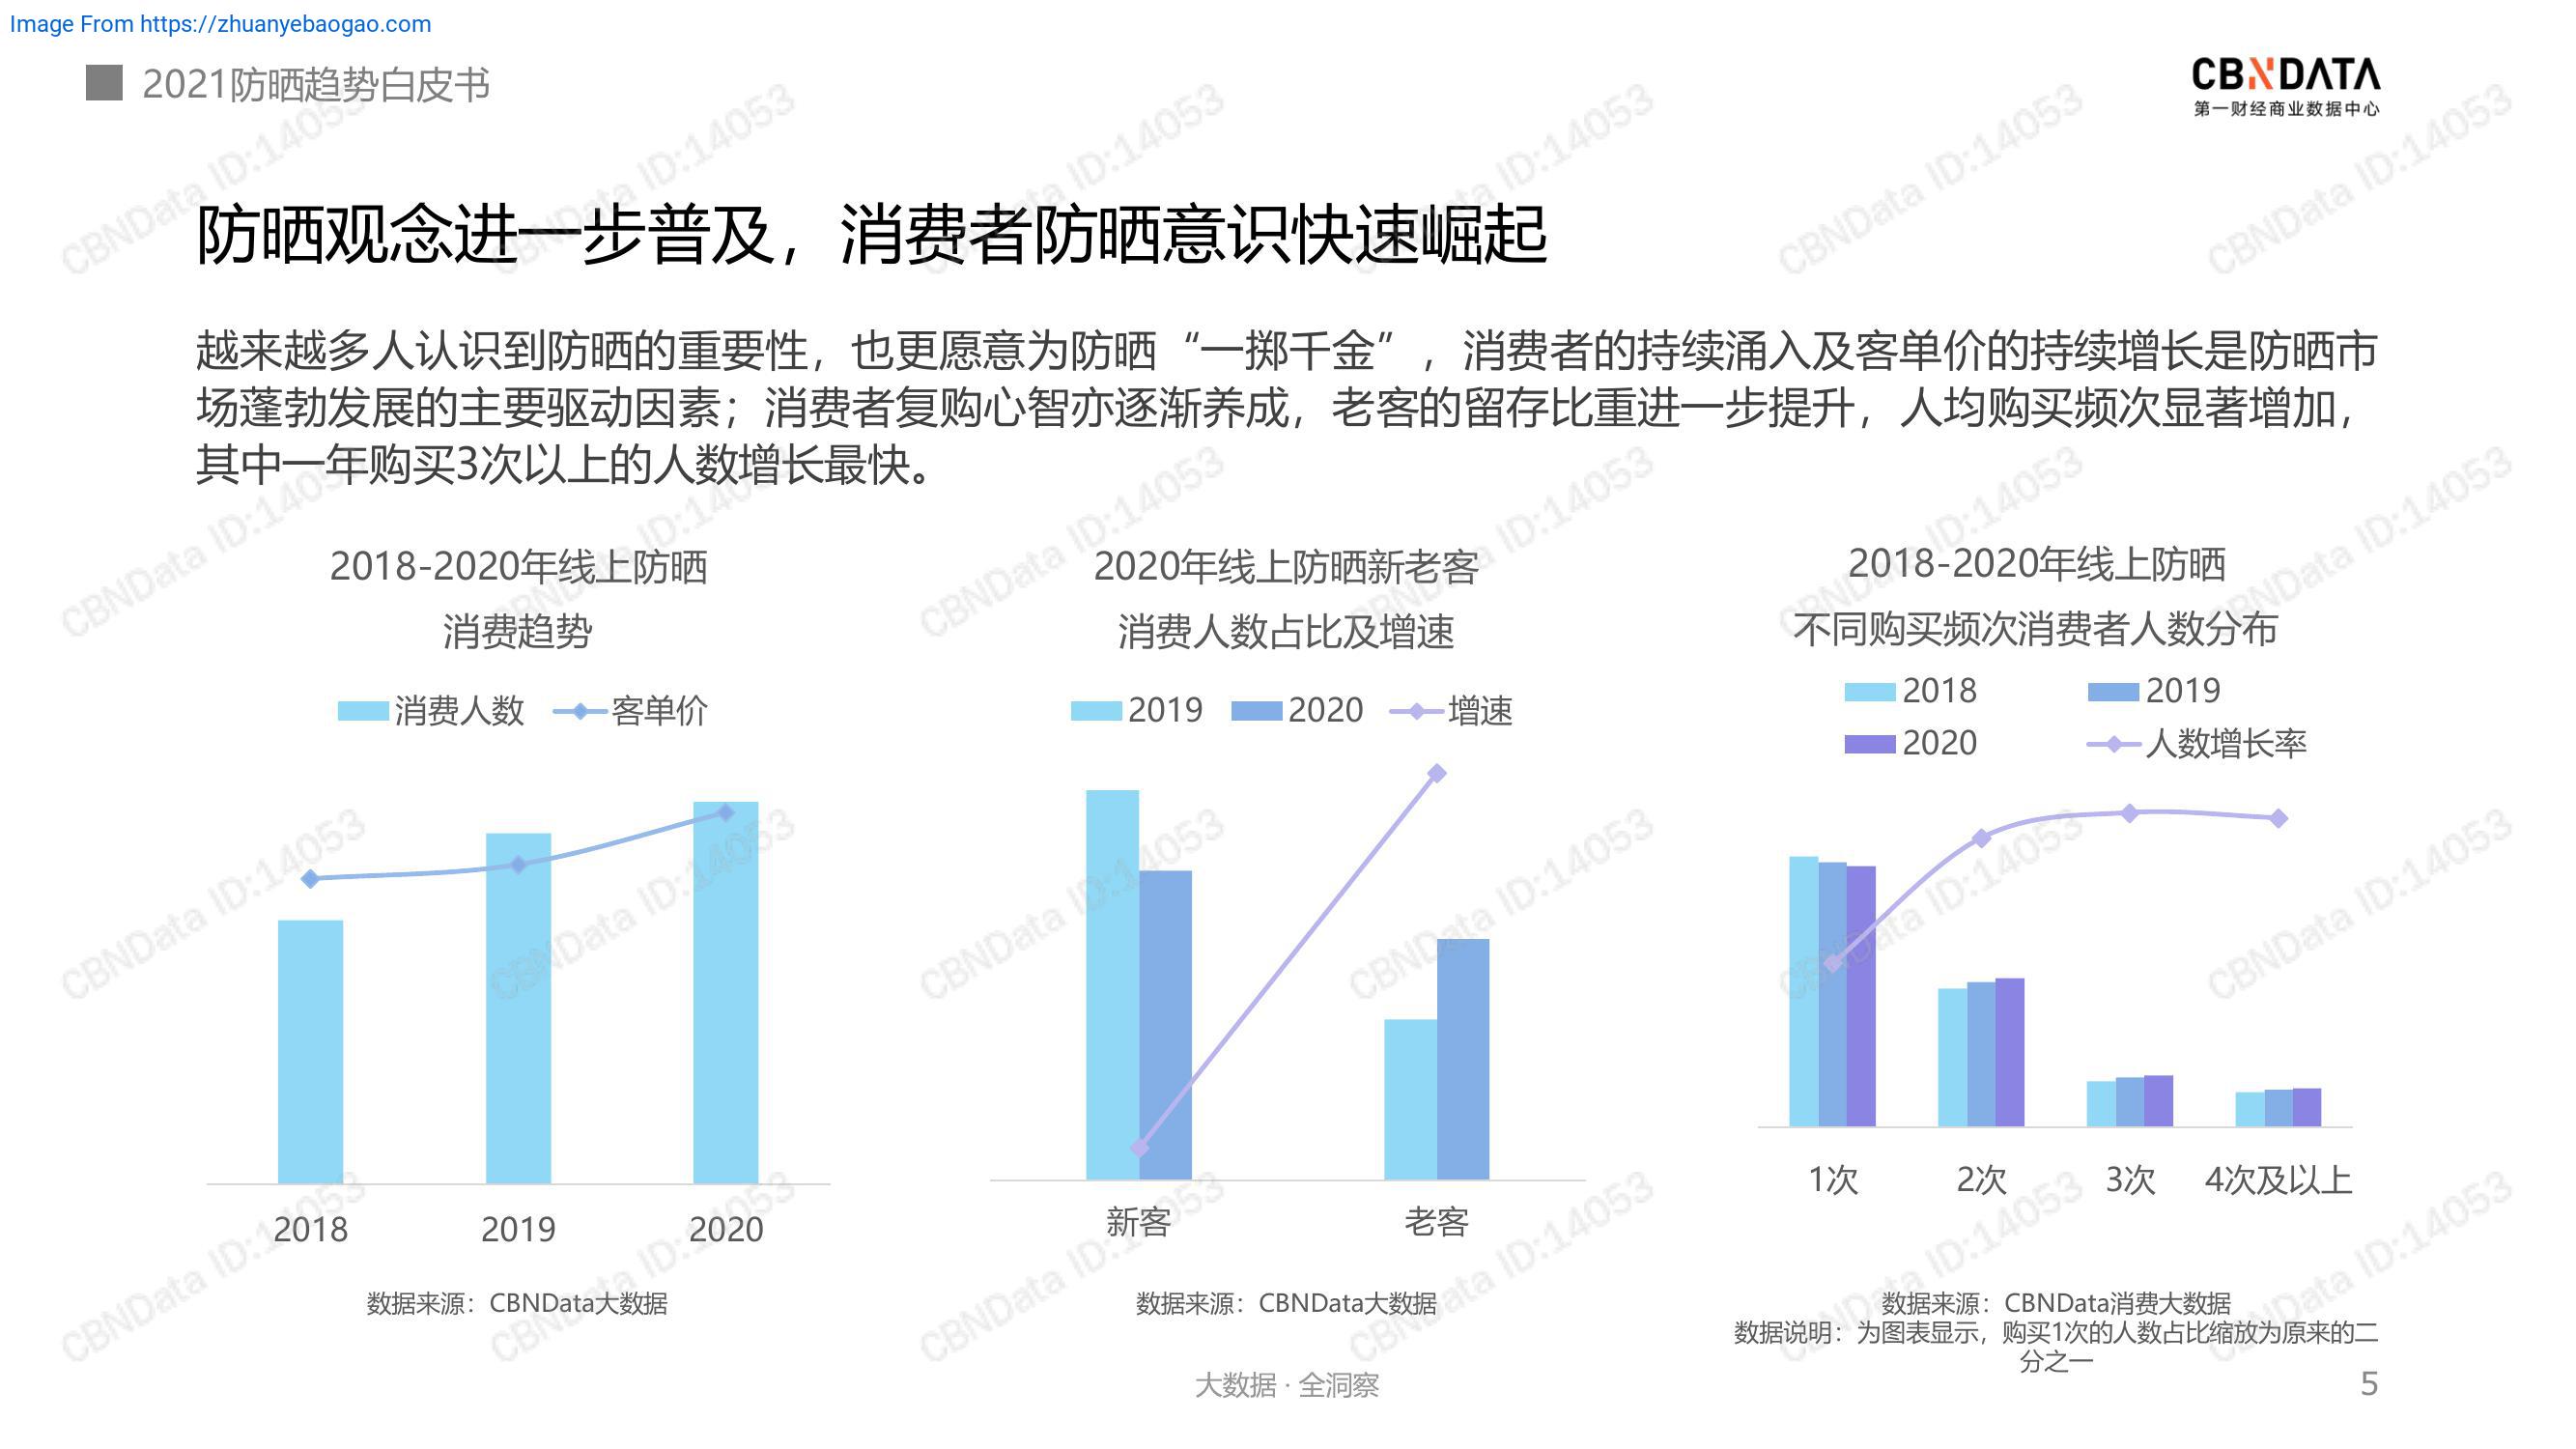 Image From https://zhuanyebaogao.com
2021防晒趋势白皮书
CBNDATA
第一财经商业数据中心
防晒观念进一步普及，消费者防晒意识快速崛起
越来越多人认识到防晒的重要性，也更愿意为防晒“一掷千金”，消费者的持续涌入及客单价的持续增长是防晒市
场蓬勃发展的主要驱动因素；消费者复购心智亦逐渐养成，老客的留存比重进一步提升，人均购买频次显著增加，
其中一年购买3次以上的人数增长最快。
2018-2020年线上防晒
消费趋势
消费人数 客单价
2018 2019 2020
数据来源：CBNData大数据
2020年线上防晒新老客
消费人数占比及增速
2019 2020 增速
新客 老客
数据来源：CBNData大数据
2018-2020年线上防晒
不同购买频次消费者人数分布
2018 2019
2020 人数增长率
1次 2次 3次 4次及以上
数据来源：CBNData消费大数据
数据说明：为图表显示，购买1次的人数占比缩放为原来的二
分之一
大数据 · 全洞察
5
CBNData ID:14053